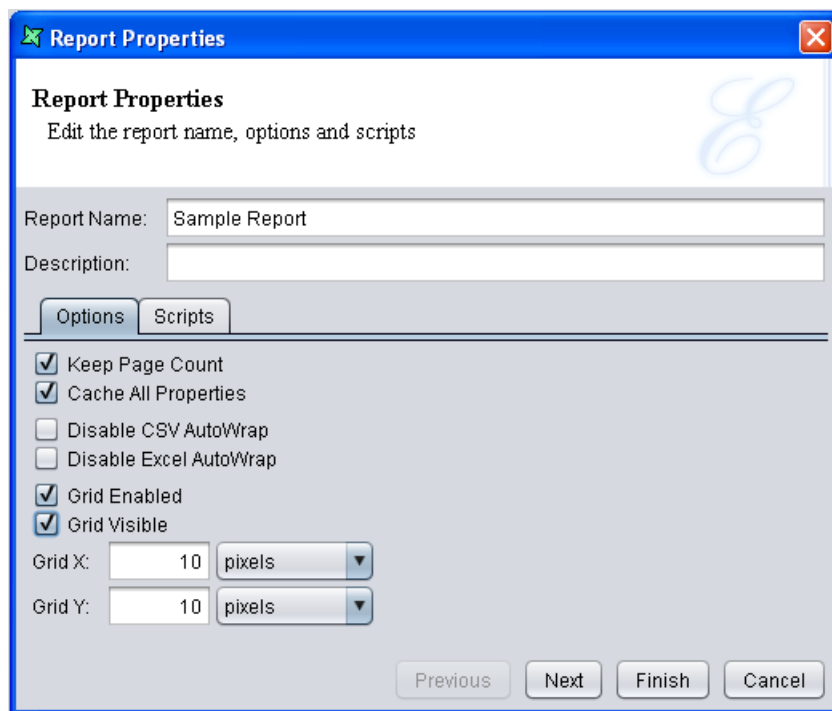 Report Properties
Report Properties
Edit the report name, options and scripts
E
Report Name: Sample Report
Description:
Options Scripts
Keep Page Count
Cache All Properties
Disable CSV AutoWrap
Disable Excel AutoWrap
Grid Enabled
Grid Visible
Grid X: 10 pixels
Grid Y: 10 pixels
Previous Next Finish Cancel